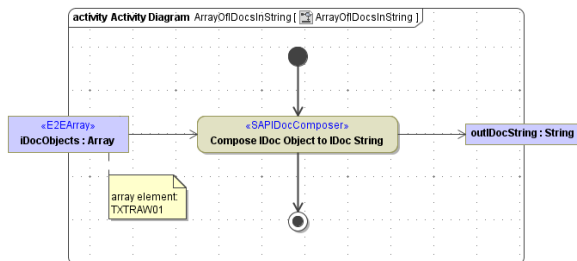 activity Activity Diagram ArrayOfIDocsInString [ ArrayOfIDocsInString ]
«E2EArray»
iDocObjects : Array
«SAPIDocComposer»
Compose IDoc Object to IDoc String
outIDocString : String
array element:
TXTRAW01